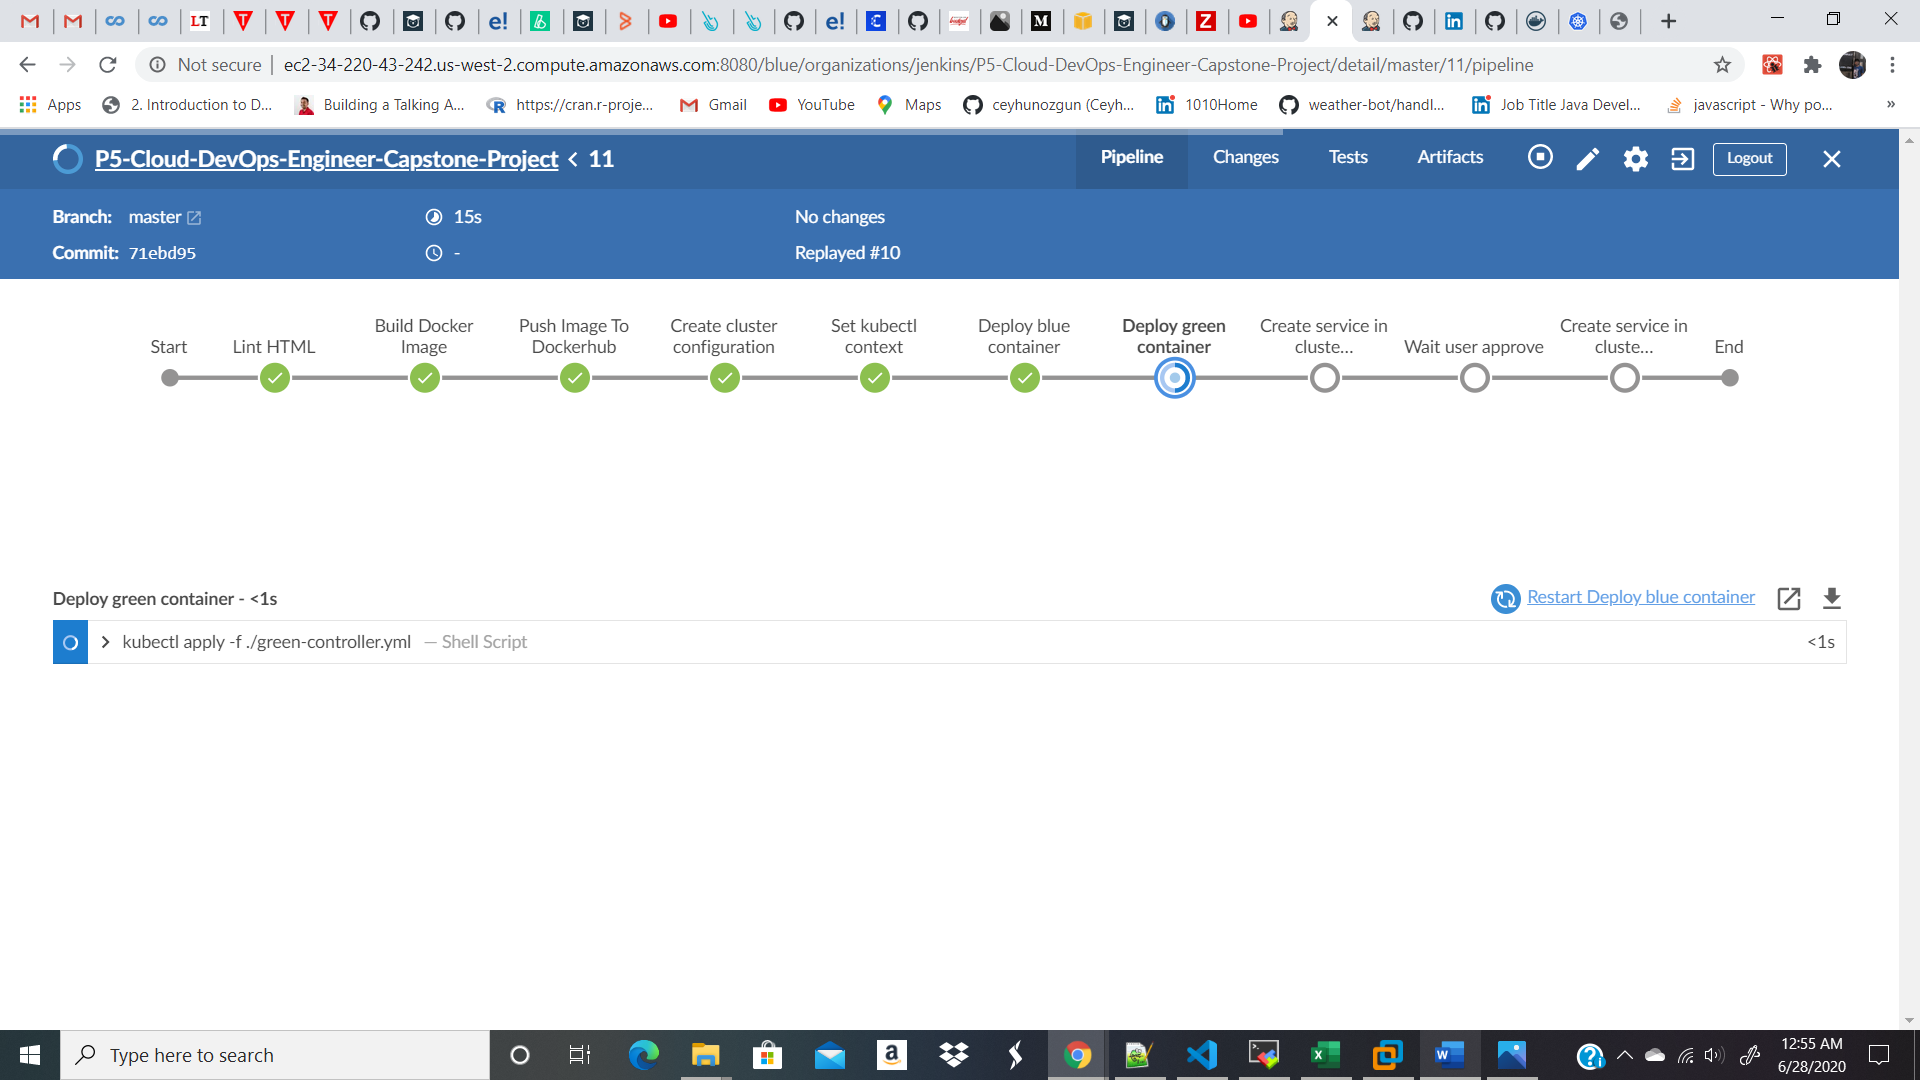 Not secure | ec2-34-220-43-242.us-west-2.compute.amazonaws.com:8080/blue/organizations/jenkins/P5-Cloud-DevOps-Engineer-Capstone-Project/detail/master/11/pipeline
Apps 2. Introduction to D... Building a Talking A... https://cran.r-proje... Gmail YouTube Maps ceyhunozgun (Ceyh... 1010Home weather-bot/handl... Job Title Java Devel... javascript - Why po... »
P5-Cloud-DevOps-Engineer-Capstone-Project < 11 Pipeline Changes Tests Artifacts Logout
Branch: master 15s No changes
Commit: 71ebd95 - Replayed #10
Start
Lint HTML
Build Docker
Image
Push Image To
Dockerhub
Create cluster
configuration
Set kubectl
context
Deploy blue
container
Deploy green
container
Create service in
cluste...
Wait user approve
Create service in
cluste...
End
Deploy green container - <1s Restart Deploy blue container
kubectl apply -f ./green-controller.yml — Shell Script <1s
Type here to search
12:55 AM
6/28/2020